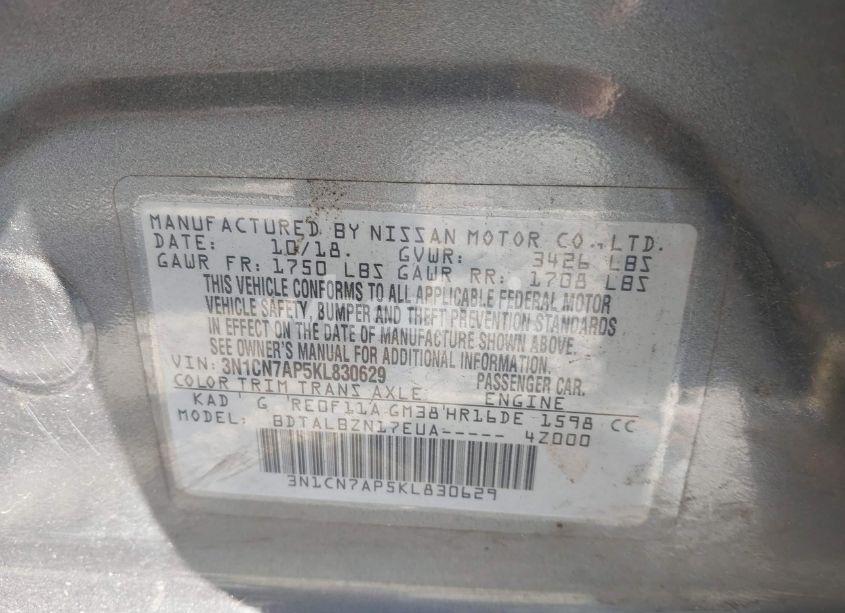 MANUFACTURED BY NISSAN MOTOR CO.,LTD.
DATE: 10/18. GVWR: 3426 LBS
GAWR FR: 1750 LBS GAWR RR: 1708 LBS
THIS VEHICLE CONFORMS TO ALL APPLICABLE FEDERAL MOTOR
VEHICLE SAFETY, BUMPER AND THEFT PREVENTION STANDARDS
IN EFFECT ON THE DATE OF MANUFACTURE SHOWN ABOVE.
SEE OWNER'S MANUAL FOR ADDITIONAL INFORMATION.
VIN: 3N1CN7AP5KL830629 PASSENGER CAR.
COLOR TRIM TRANS AXLE ENGINE
KAD ' G 'RE0F11A GM38'HR16DE 1598 CC
MODEL: BDTALBZN17EUA----- 4Z000
3N1CN7AP5KL830629